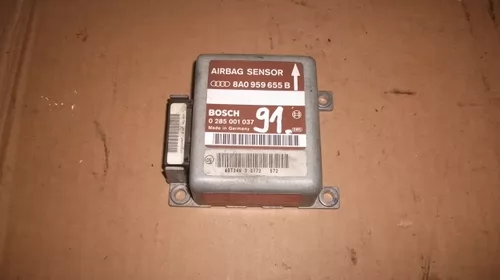 AIRBAG SENSOR
8A0 959 655 B
BOSCH
0 285 001 037
Made in Germany
91.